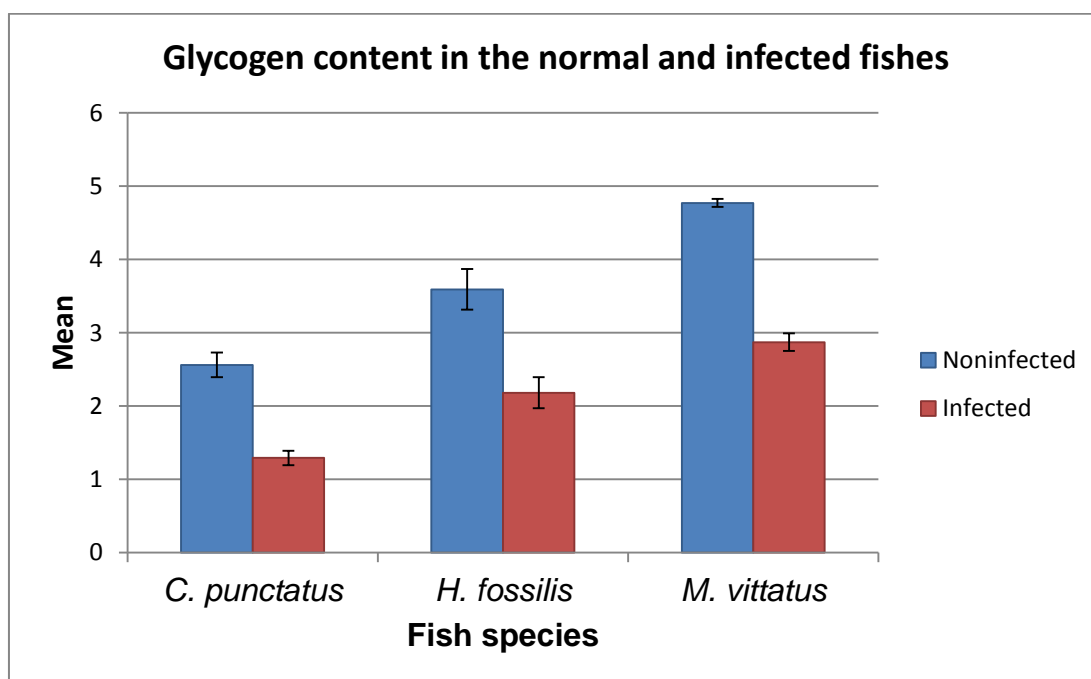 Glycogen content in the normal and infected fishes
6
5
4
3
2
1
0
Mean
Noninfected
Infected
C. punctatus H. fossilis M. vittatus
Fish species